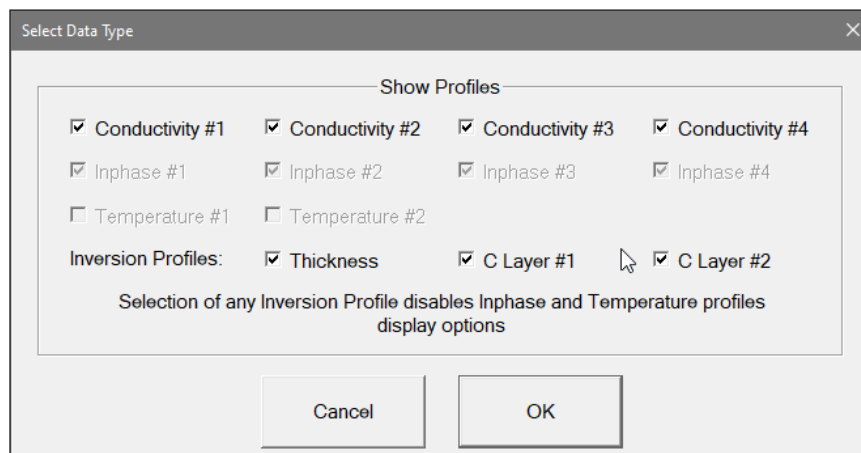 Select Data Type
Show Profiles
Conductivity #1 Conductivity #2 Conductivity #3 Conductivity #4
Inphase #1 Inphase #2 Inphase #3 Inphase #4
Temperature #1 Temperature #2
Inversion Profiles: Thickness C Layer #1 C Layer #2
Selection of any Inversion Profile disables Inphase and Temperature profiles
display options
Cancel OK